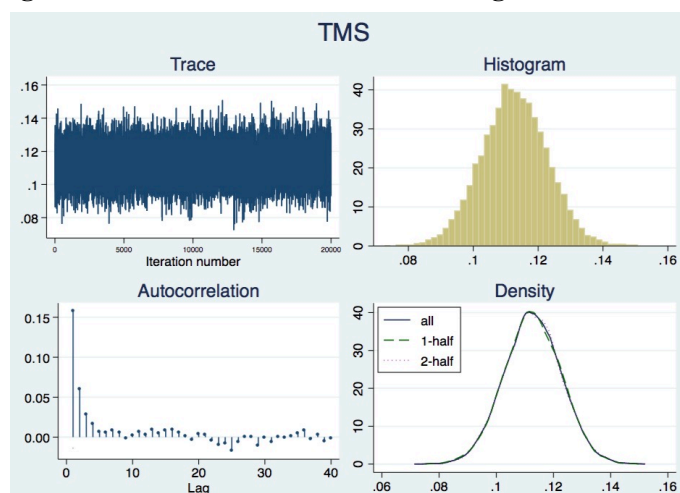 TMS
Trace
.16
.14
.12
.1
.08
0 5000 10000 15000 20000
Iteration number
Histogram
40
30
20
10
0
.08 .1 .12 .14 .16
Autocorrelation
0.15
0.10
0.05
0.00
0 10 20 30 40
Lag
Density
all
1-half
2-half
40
30
20
10
0
.06 .08 .1 .12 .14 .16